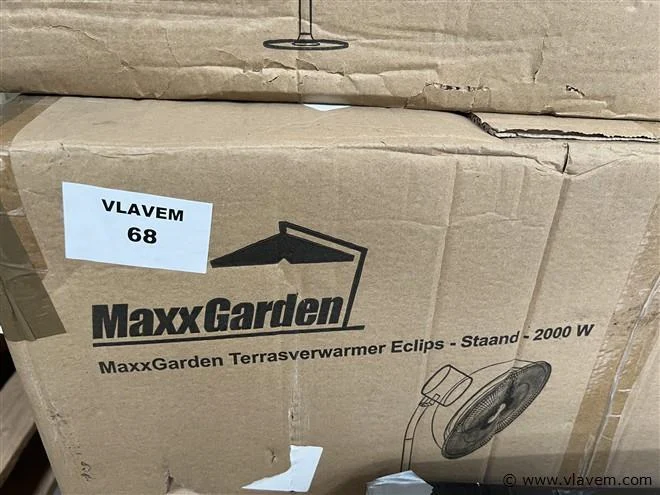 VLAVEM
68
MaxxGarden
MaxxGarden Terrasverwarmer Eclips - Staand - 2000 W
© www.vlavem.com